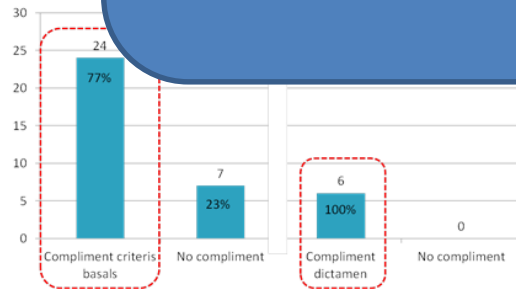 30
25
20
15
10
5
0
24
77%
7
23%
6
100%
0
Compliment criteris
basals
No compliment
Compliment
dictamen
No compliment